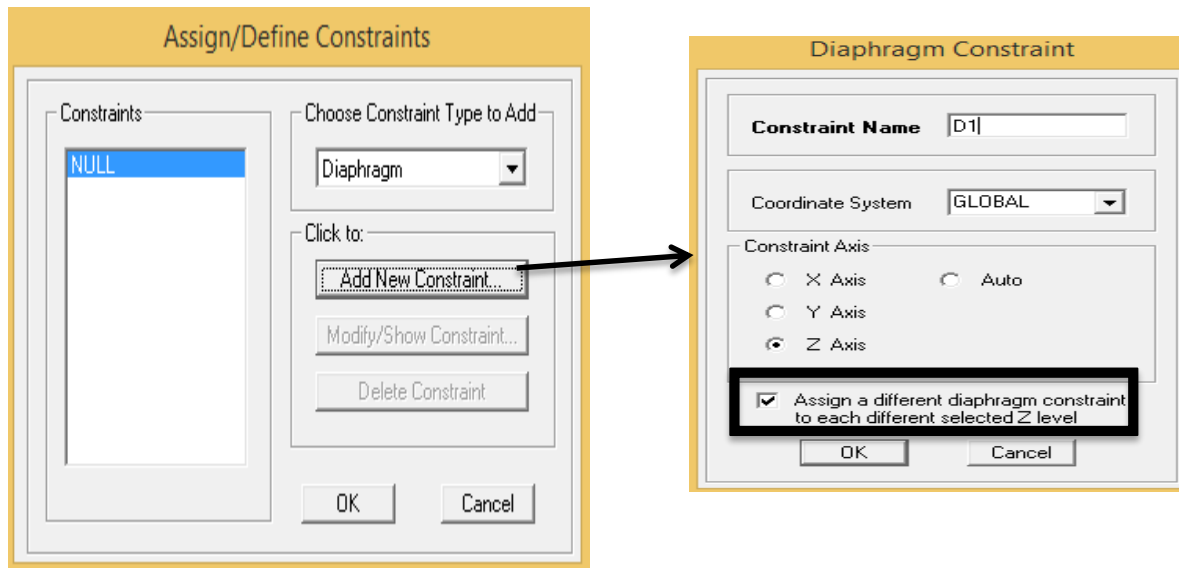 Assign/Define Constraints
Constraints
NULL
Choose Constraint Type to Add
Diaphragm
Click to:
Add New Constraint...
Modify/Show Constraint...
Delete Constraint
OK
Cancel
Diaphragm Constraint
Constraint Name
D1
Coordinate System
GLOBAL
Constraint Axis
X Axis
Auto
Y Axis
Z Axis
Assign a different diaphragm constraint
to each different selected Z level
OK
Cancel